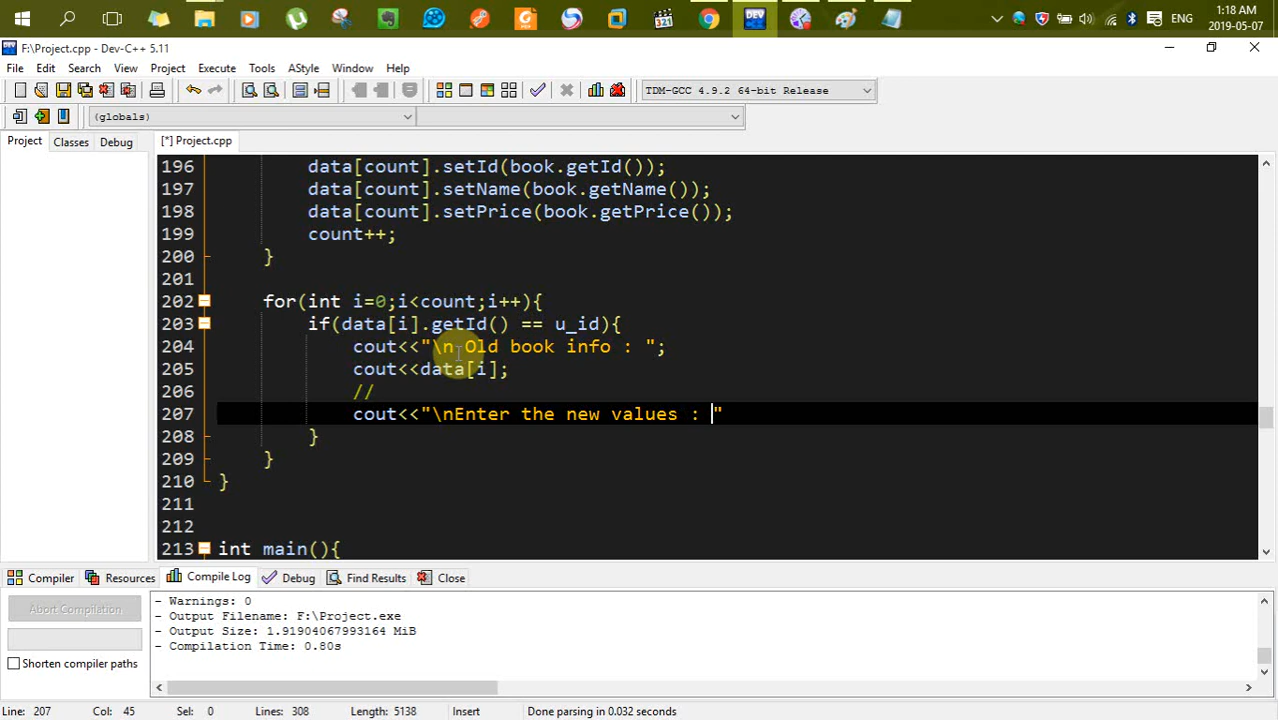 1:18 AM
ENG
2019-05-07
F:\Project.cpp - Dev-C++ 5.11
File Edit Search View Project Execute Tools AStyle Window Help
TDM-GCC 4.9.2 64-bit Release
(globals)
Project Classes Debug
[*] Project.cpp
196 data[count].setId(book.getId());
197 data[count].setName(book.getName());
198 data[count].setPrice(book.getPrice());
199 count++;
200 }
201
202 for(int i=0;i<count;i++){
203 if(data[i].getId() == u_id){
204 cout<<"\n Old book info : ";
205 cout<<data[i];
206 //
207 cout<<"\nEnter the new values : "
208 }
209 }
210 }
211
212
213 int main(){
Compiler Resources Compile Log Debug Find Results Close
Abort Compilation
Shorten compiler paths
- Warnings: 0
- Output Filename: F:\Project.exe
- Output Size: 1.91904067993164 MiB
- Compilation Time: 0.80s
Line: 207 Col: 45 Sel: 0 Lines: 308 Length: 5138 Insert Done parsing in 0.032 seconds